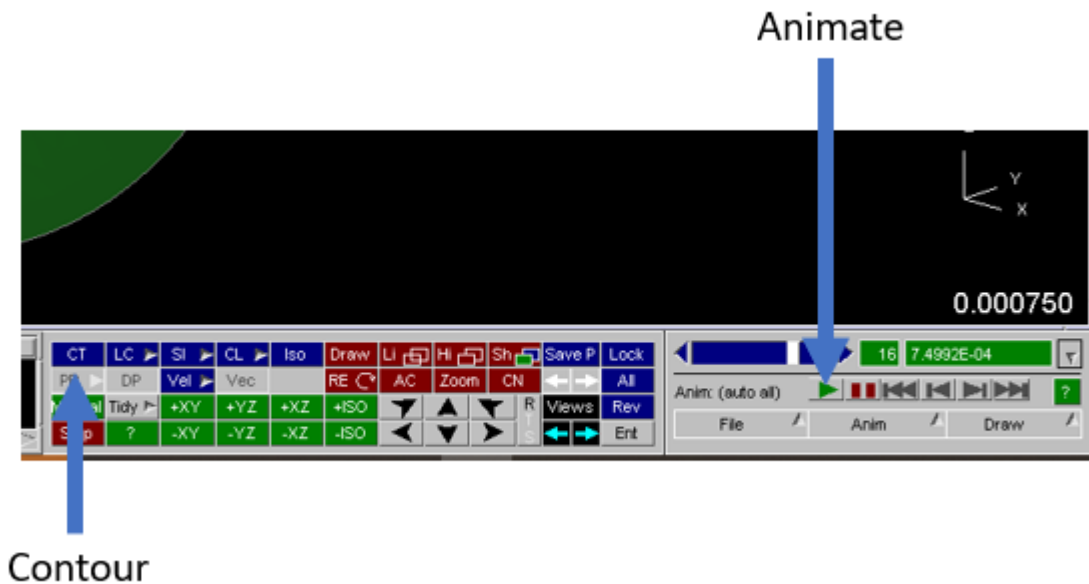 Animate
Y
X
0.000750
CT LC SI CL Iso Draw Li Hi Sh Save P Lock
DP Vel Vec RE AC Zoom CN All
Tidy +XY +YZ +XZ +ISO R Views Rev
? -XY -YZ -XZ -ISO S Ent
16 7.4992E-04
Anim: (auto all) ?
File Anim Draw
Contour